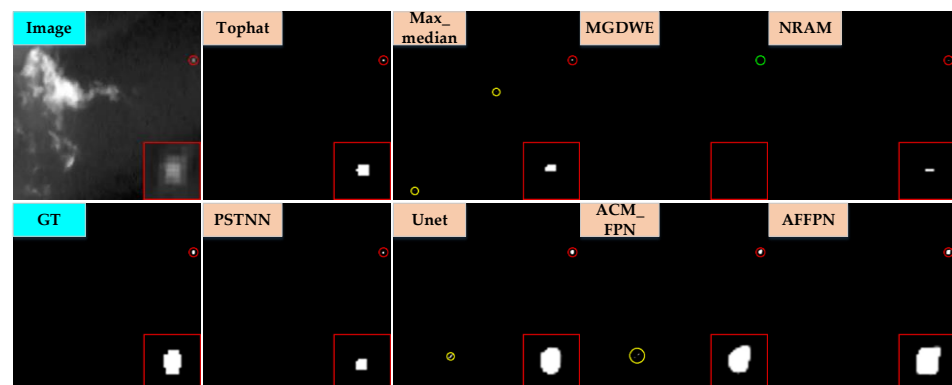 Image
Tophat
Max_
median
MGDWE
NRAM
GT
PSTNN
Unet
ACM_
FPN
AFFPN